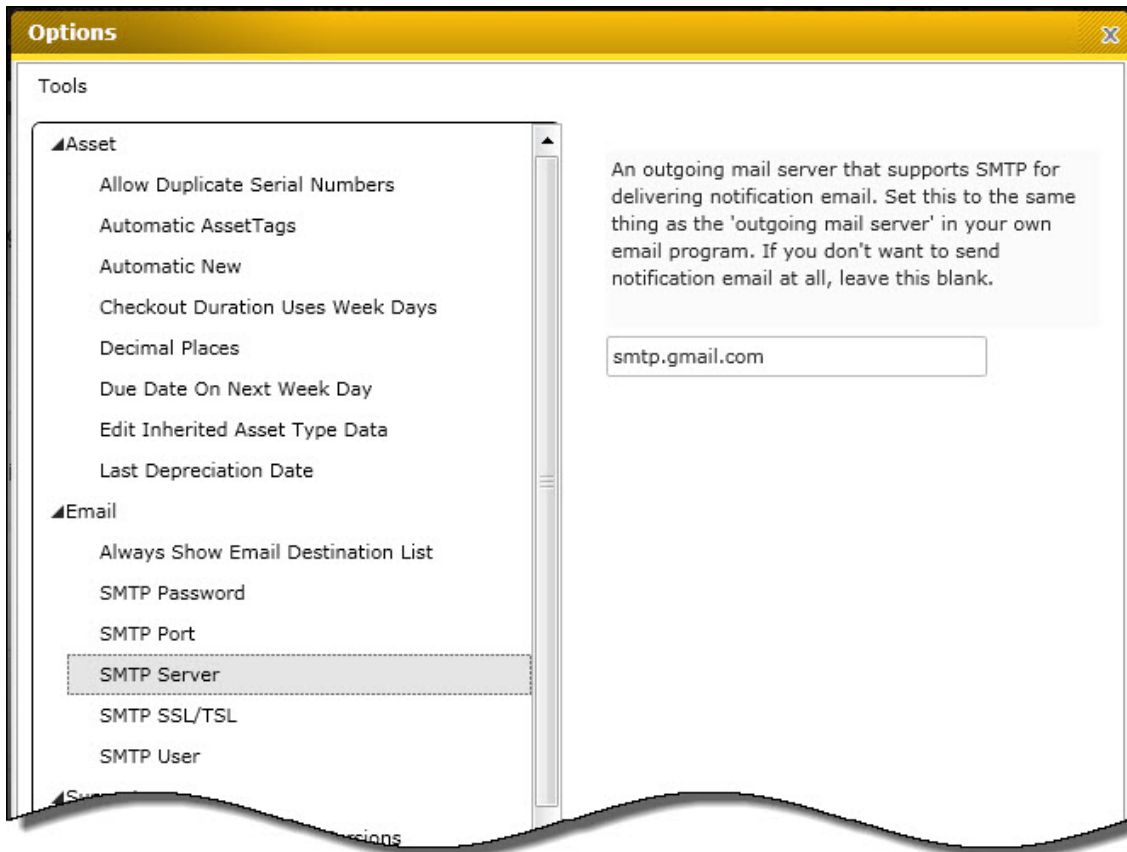 Options
Tools
Asset
Allow Duplicate Serial Numbers
Automatic AssetTags
Automatic New
Checkout Duration Uses Week Days
Decimal Places
Due Date On Next Week Day
Edit Inherited Asset Type Data
Last Depreciation Date
Email
Always Show Email Destination List
SMTP Password
SMTP Port
SMTP Server
SMTP SSL/TSL
SMTP User
An outgoing mail server that supports SMTP for
delivering notification email. Set this to the same
thing as the 'outgoing mail server' in your own
email program. If you don't want to send
notification email at all, leave this blank.
smtp.gmail.com